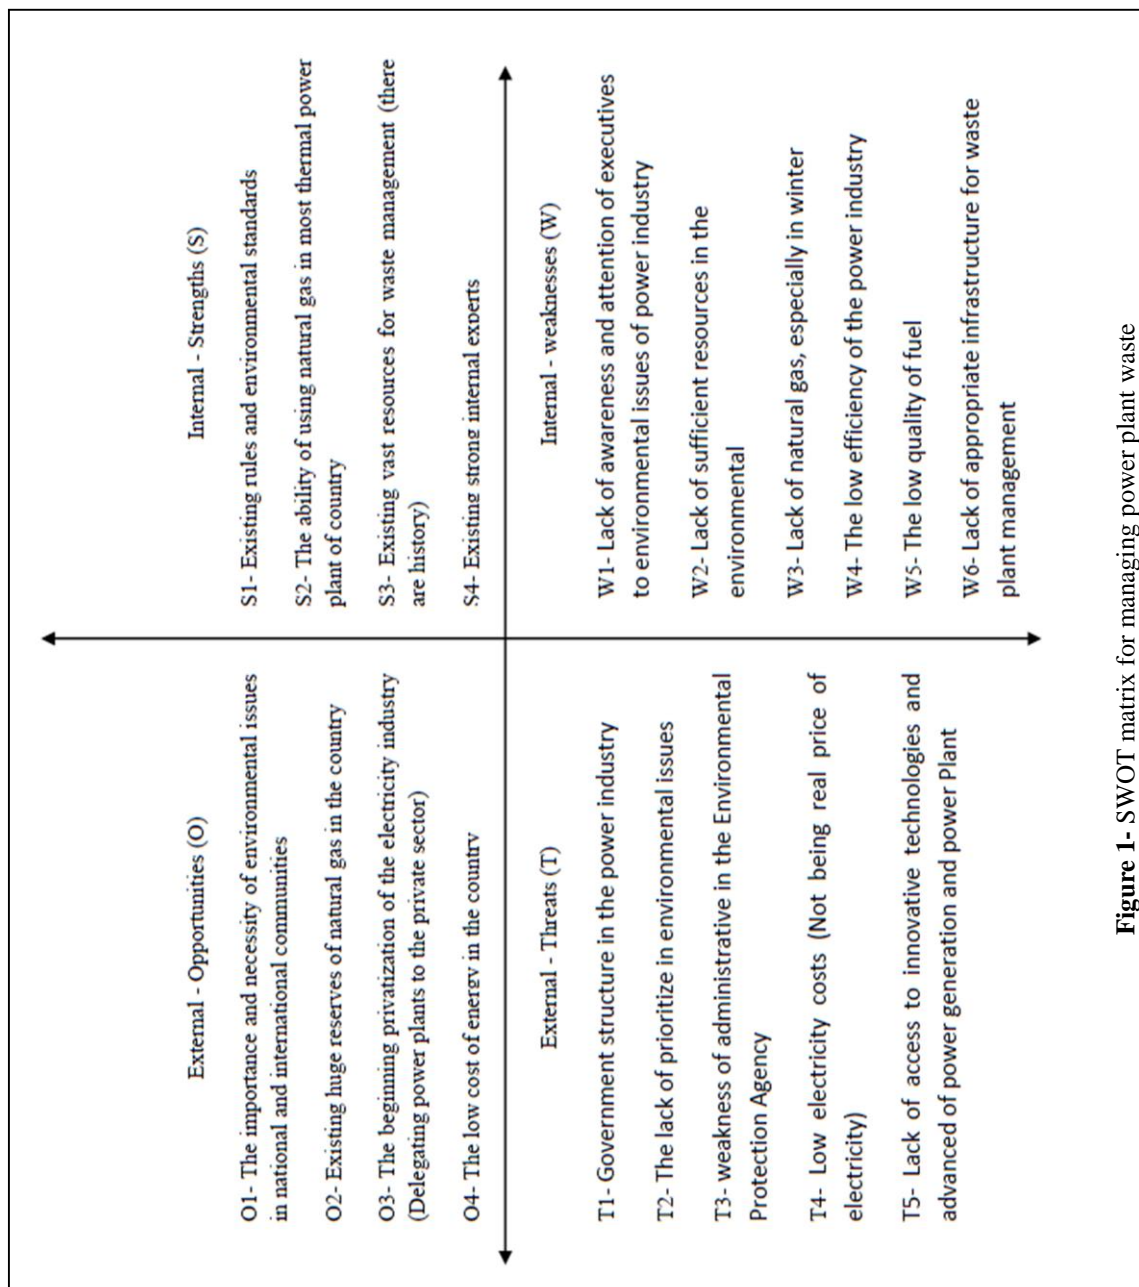 External - Opportunities (O)
O1- The importance and necessity of environmental issues
in national and international communities
O2- Existing huge reserves of natural gas in the country
O3- The beginning privatization of the electricity industry
(Delegating power plants to the private sector)
O4- The low cost of energy in the country
Internal - Strengths (S)
S1- Existing rules and environmental standards
S2- The ability of using natural gas in most thermal power
plant of country
S3- Existing vast resources for waste management (there
are history)
S4- Existing strong internal experts
External - Threats (T)
T1- Government structure in the power industry
T2- The lack of prioritize in environmental issues
T3- weakness of administrative in the Environmental
Protection Agency
T4- Low electricity costs (Not being real price of
electricity)
T5- Lack of access to innovative technologies and
advanced of power generation and power Plant
Internal - weaknesses (W)
W1- Lack of awareness and attention of executives
to environmental issues of power industry
W2- Lack of sufficient resources in the
environmental
W3- Lack of natural gas, especially in winter
W4- The low efficiency of the power industry
W5- The low quality of fuel
W6- Lack of appropriate infrastructure for waste
plant management
Figure 1- SWOT matrix for managing power plant waste